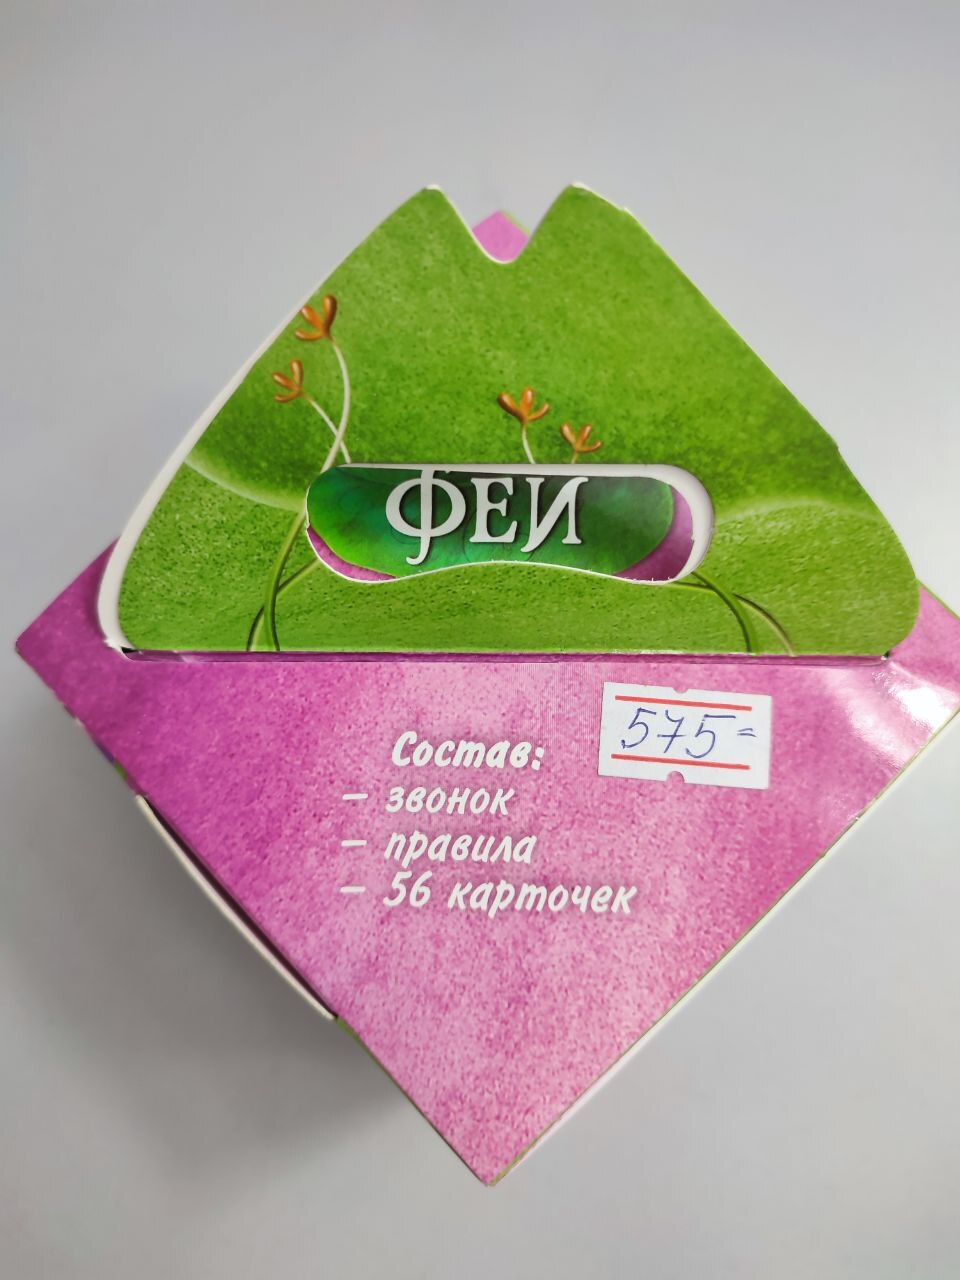 ФЕИ
575=
Состав:
– звонок
– правила
– 56 карточек